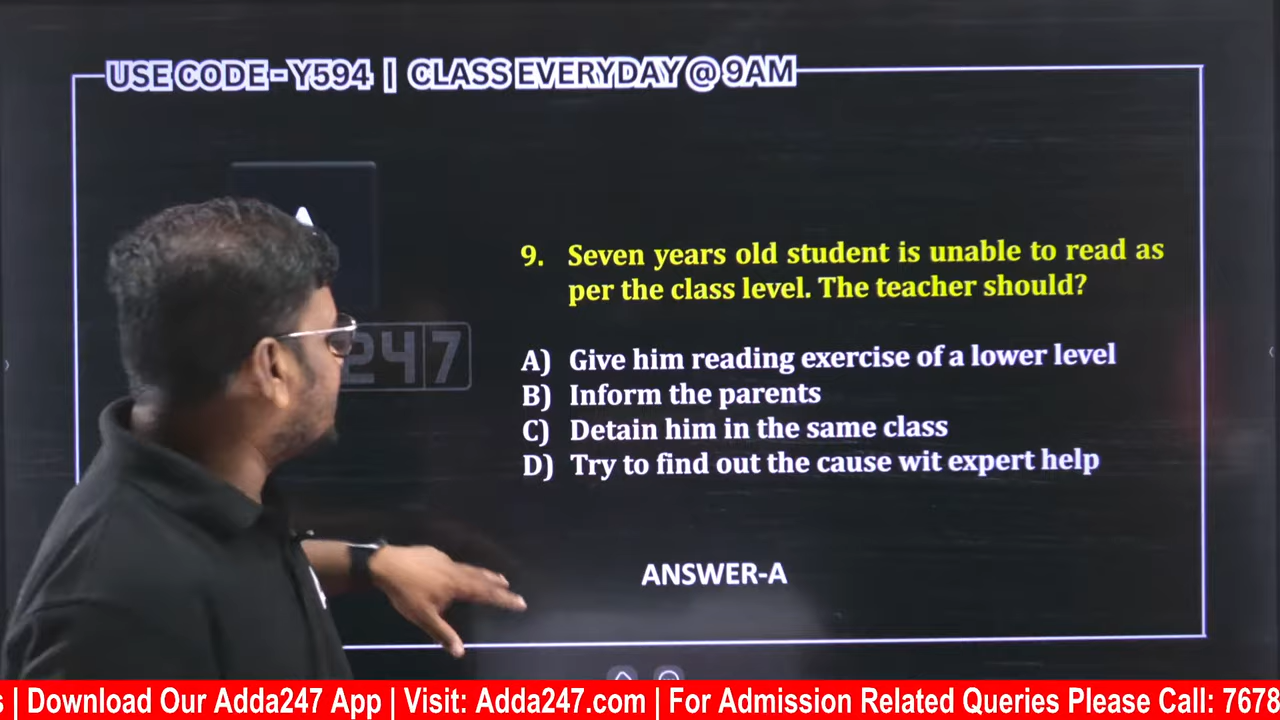 USE CODE - Y594 | CLASS EVERYDAY @ 9AM
247
9. Seven years old student is unable to read as
per the class level. The teacher should?
A) Give him reading exercise of a lower level
B) Inform the parents
C) Detain him in the same class
D) Try to find out the cause wit expert help
ANSWER-A
s | Download Our Adda247 App | Visit: Adda247.com | For Admission Related Queries Please Call: 7678